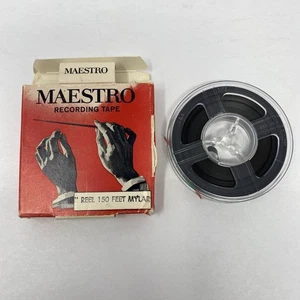 MAESTRO
MAESTRO
RECORDING TAPE
" REEL 150 FEET MYLAR